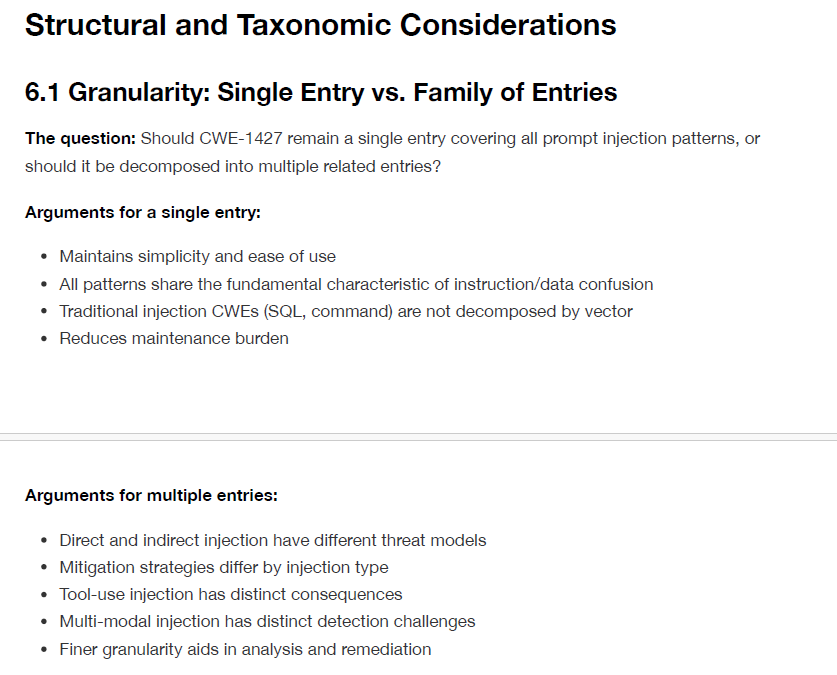 Structural and Taxonomic Considerations
6.1 Granularity: Single Entry vs. Family of Entries
The question: Should CWE-1427 remain a single entry covering all prompt injection patterns, or
should it be decomposed into multiple related entries?
Arguments for a single entry:
• Maintains simplicity and ease of use
• All patterns share the fundamental characteristic of instruction/data confusion
• Traditional injection CWEs (SQL, command) are not decomposed by vector
• Reduces maintenance burden
Arguments for multiple entries:
• Direct and indirect injection have different threat models
• Mitigation strategies differ by injection type
• Tool-use injection has distinct consequences
• Multi-modal injection has distinct detection challenges
• Finer granularity aids in analysis and remediation